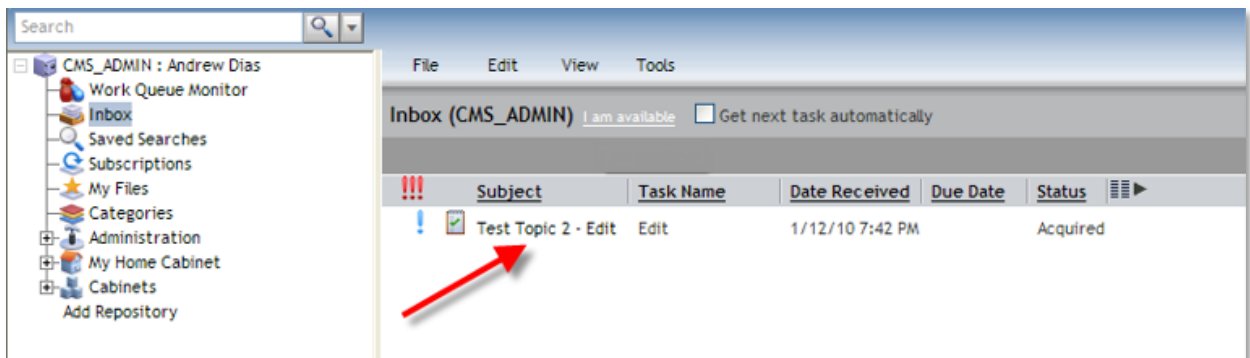 Search
CMS_ADMIN : Andrew Dias
Work Queue Monitor
Inbox
Saved Searches
Subscriptions
My Files
Categories
Administration
My Home Cabinet
Cabinets
Add Repository
File Edit View Tools
Inbox (CMS_ADMIN) I am available Get next task automatically
!!! Subject Task Name Date Received Due Date Status
! Test Topic 2 - Edit Edit 1/12/10 7:42 PM Acquired